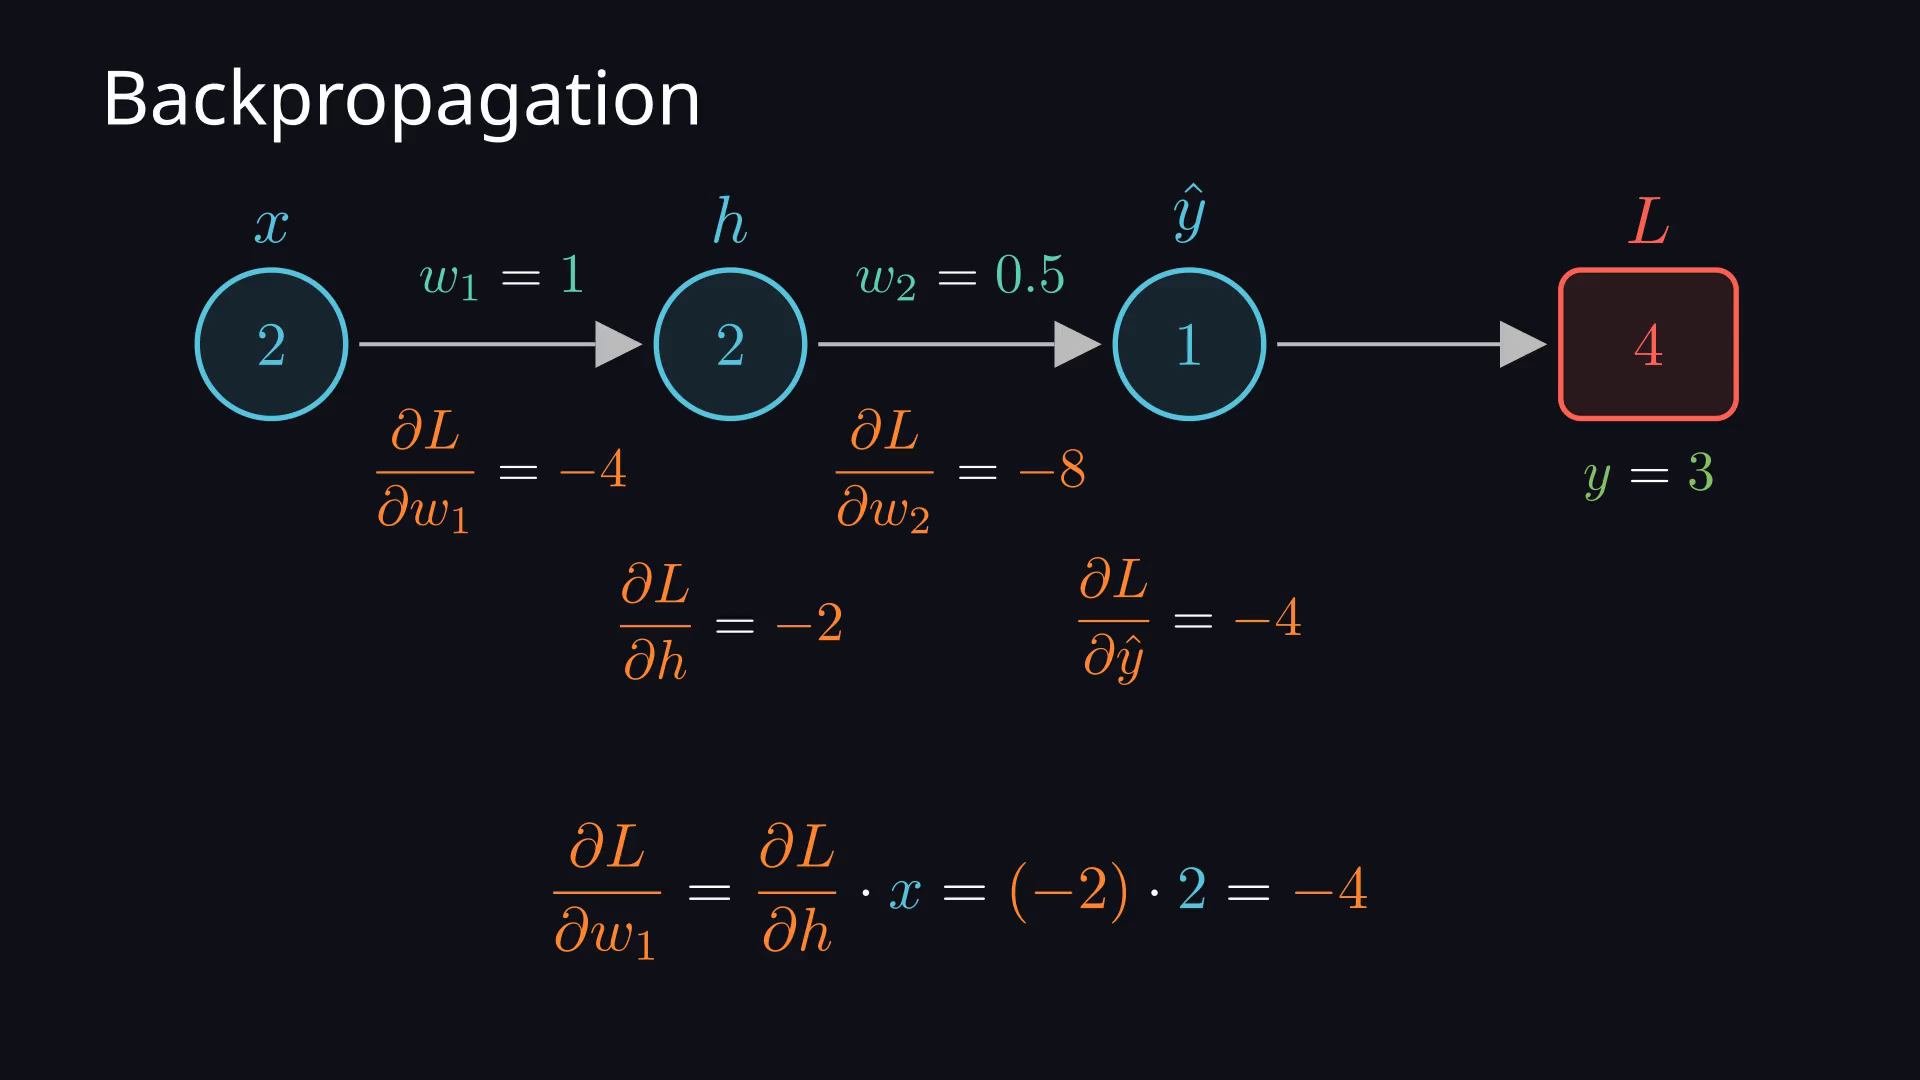 Backpropagation
x h ŷ L
w₁ = 1 w₂ = 0.5
2 2 1 4
∂L/∂w₁ = −4 ∂L/∂w₂ = −8 y = 3
∂L/∂h = −2 ∂L/∂ŷ = −4
∂L/∂w₁ = ∂L/∂h · x = (−2) · 2 = −4